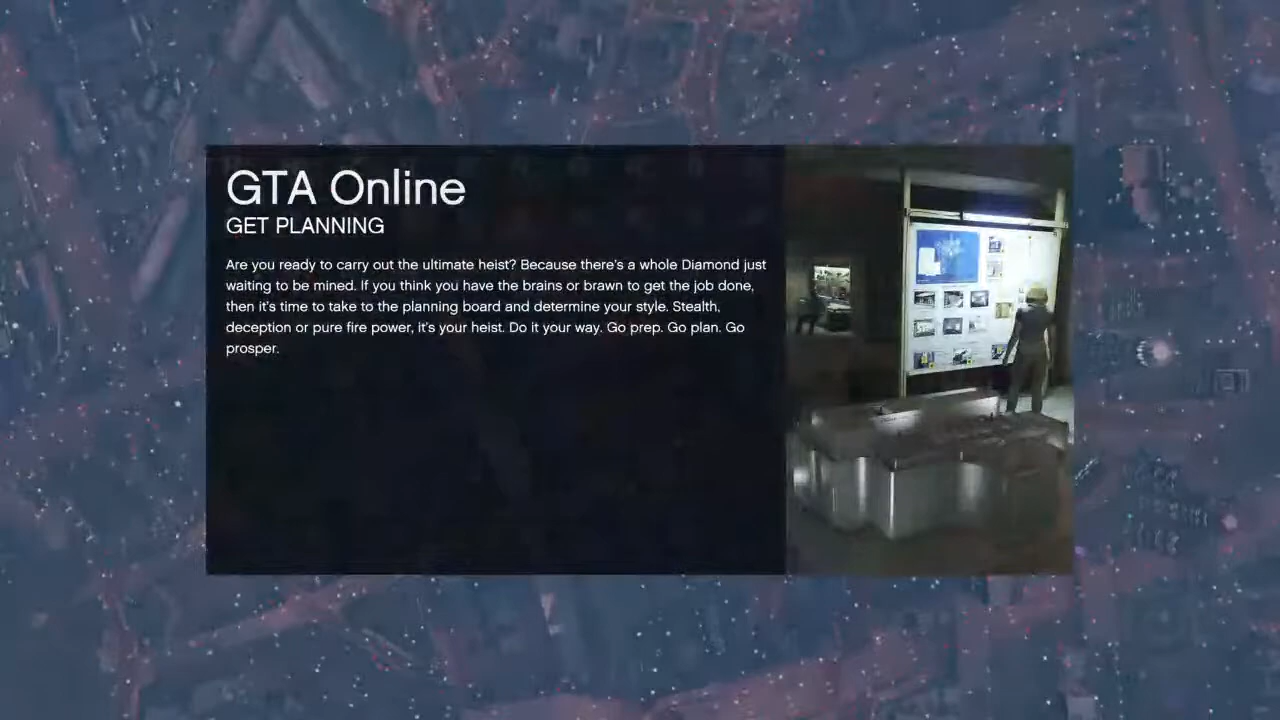 GTA Online
GET PLANNING
Are you ready to carry out the ultimate heist? Because there's a whole Diamond just
waiting to be mined. If you think you have the brains or brawn to get the job done,
then it's time to take to the planning board and determine your style. Stealth,
deception or pure fire power, it's your heist. Do it your way. Go prep. Go plan. Go
prosper.